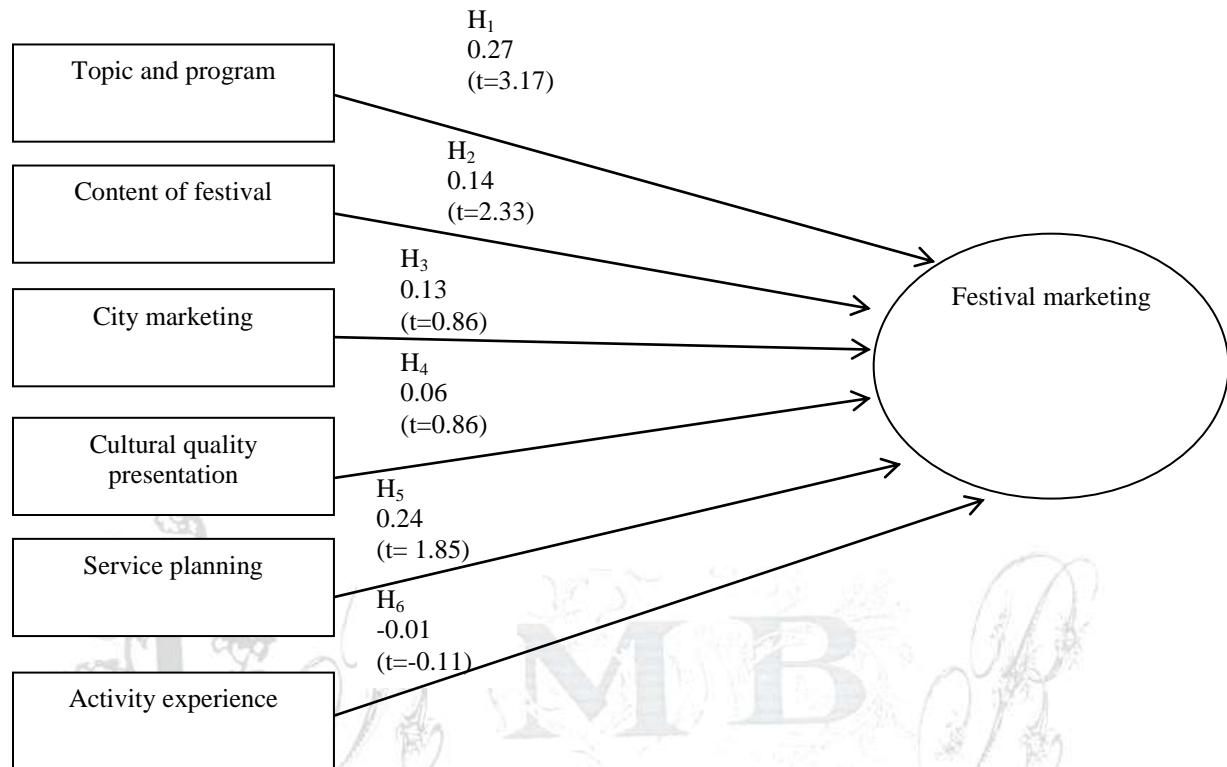 H₁
0.27
(t=3.17)
Topic and program
H₂
0.14
(t=2.33)
Content of festival
H₃
0.13
(t=0.86)
City marketing
Festival marketing
H₄
0.06
(t=0.86)
Cultural quality
presentation
H₅
0.24
(t= 1.85)
Service planning
H₆
-0.01
(t=-0.11)
Activity experience
M B